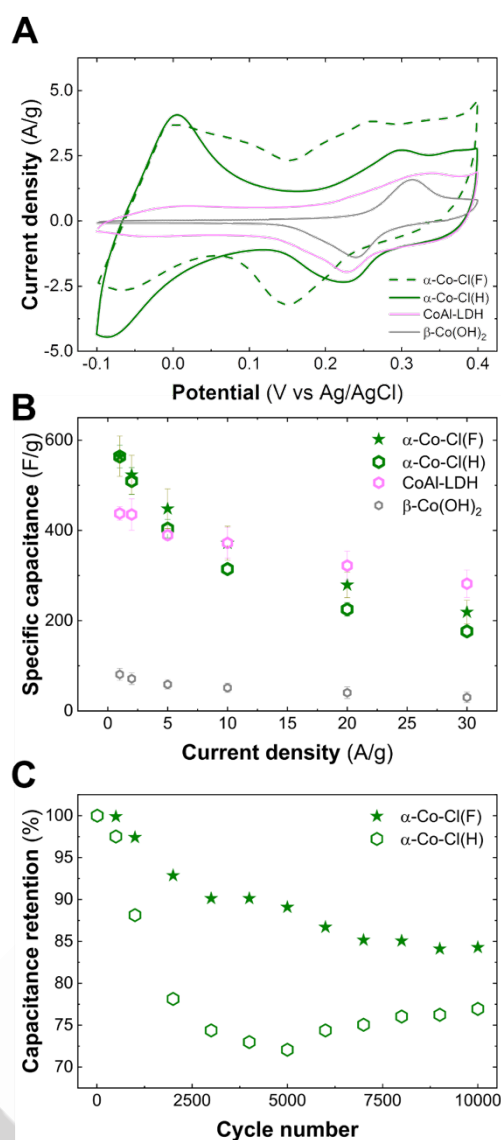 A
Current density (A/g)
5.0
2.5
0.0
-2.5
-5.0
α-Co-Cl(F)
α-Co-Cl(H)
CoAl-LDH
β-Co(OH)₂
-0.1 0.0 0.1 0.2 0.3 0.4
Potential (V vs Ag/AgCl)
B
Specific capacitance (F/g)
600
400
200
0
α-Co-Cl(F)
α-Co-Cl(H)
CoAl-LDH
β-Co(OH)₂
0 5 10 15 20 25 30
Current density (A/g)
C
Capacitance retention (%)
100
95
90
85
80
75
70
α-Co-Cl(F)
α-Co-Cl(H)
0 2500 5000 7500 10000
Cycle number